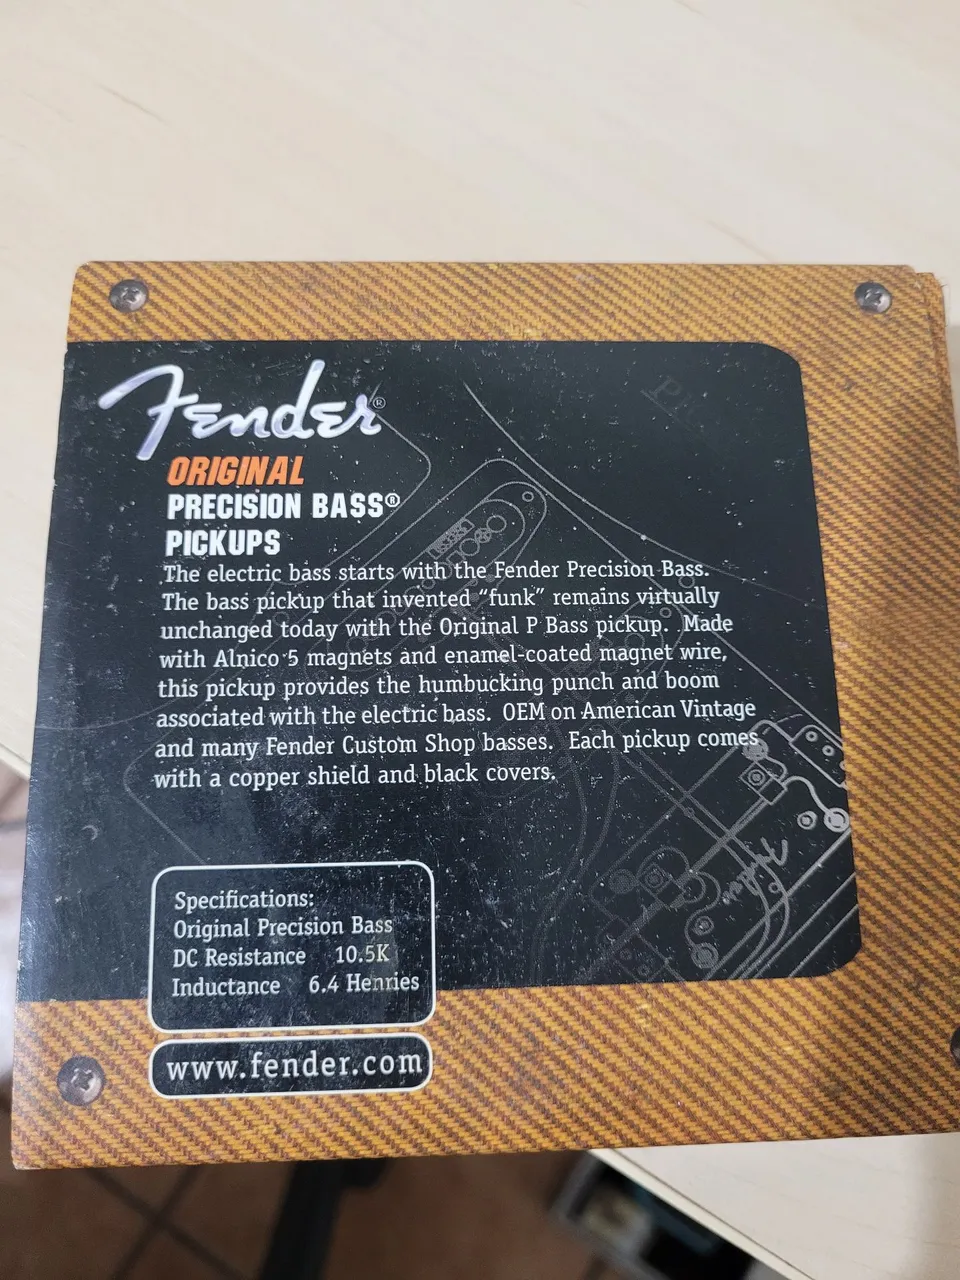 Fender®
ORIGINAL
PRECISION BASS®
PICKUPS
The electric bass starts with the Fender Precision Bass.
The bass pickup that invented “funk” remains virtually
unchanged today with the Original P Bass pickup. Made
with Alnico 5 magnets and enamel-coated magnet wire,
this pickup provides the humbucking punch and boom
associated with the electric bass. OEM on American Vintage
and many Fender Custom Shop basses. Each pickup comes
with a copper shield and black covers.
Specifications:
Original Precision Bass
DC Resistance 10.5K
Inductance 6.4 Henries
www.fender.com